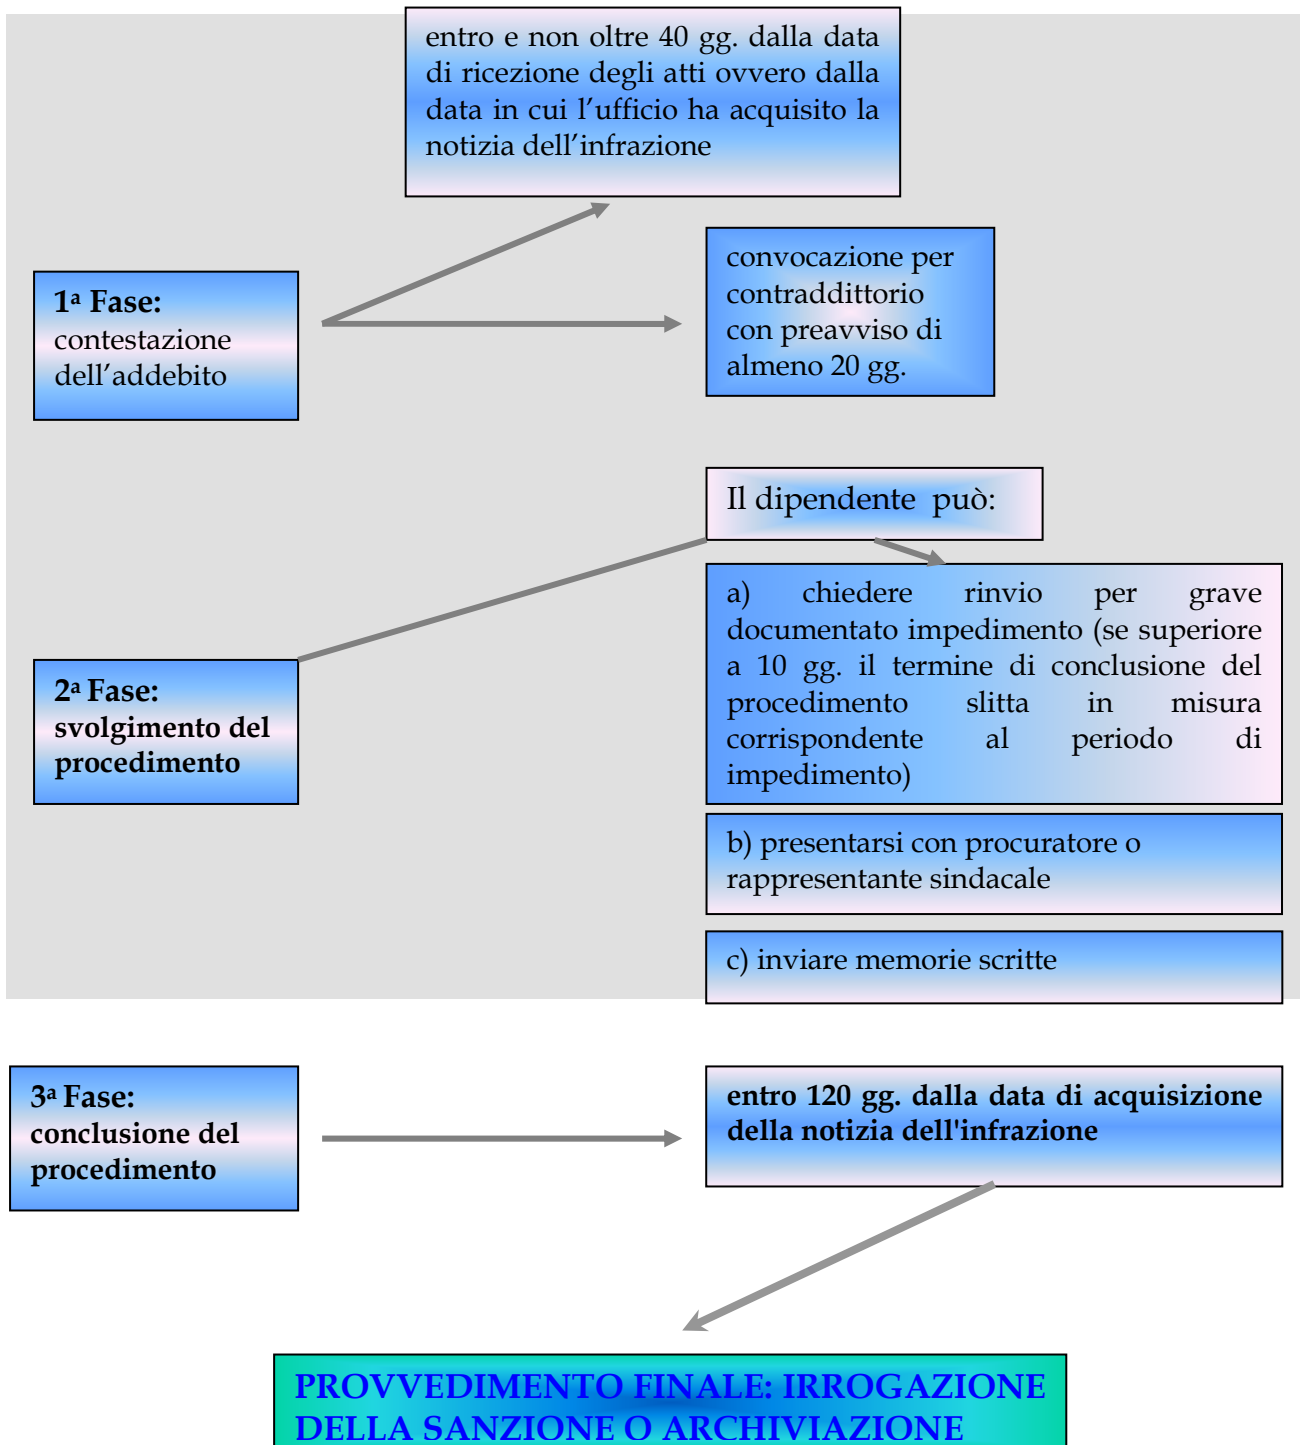 entro e non oltre 40 gg. dalla data
di ricezione degli atti ovvero dalla
data in cui l’ufficio ha acquisito la
notizia dell’infrazione
1ª Fase:
contestazione
dell’addebito
convocazione per
contraddittorio
con preavviso di
almeno 20 gg.
Il dipendente può:
2ª Fase:
svolgimento del
procedimento
a) chiedere rinvio per grave
documentato impedimento (se superiore
a 10 gg. il termine di conclusione del
procedimento slitta in misura
corrispondente al periodo di
impedimento)
b) presentarsi con procuratore o
rappresentante sindacale
c) inviare memorie scritte
3ª Fase:
conclusione del
procedimento
entro 120 gg. dalla data di acquisizione
della notizia dell'infrazione
PROVVEDIMENTO FINALE: IRROGAZIONE
DELLA SANZIONE O ARCHIVIAZIONE